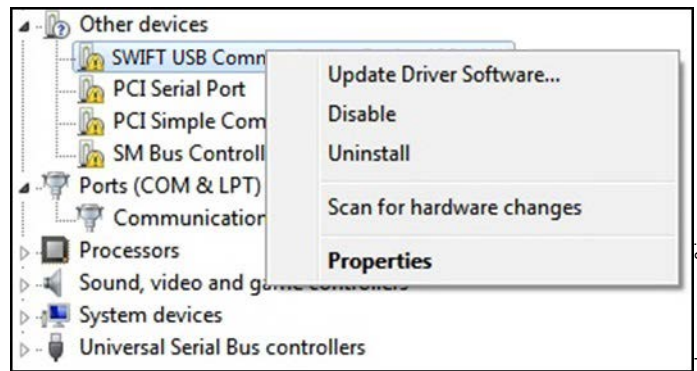 Other devices
SWIFT USB Comm
PCI Serial Port
PCI Simple Com
SM Bus Controll
Ports (COM & LPT)
Communication
Processors
Sound, video and game controllers
System devices
Universal Serial Bus controllers
Update Driver Software...
Disable
Uninstall
Scan for hardware changes
Properties